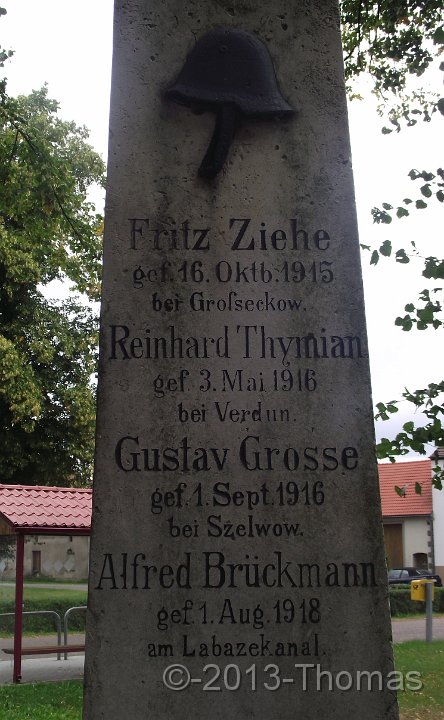 Fritz Ziehe
gef. 16. Oktb. 1915
bei Grofseckow.
Reinhard Thymian
gef. 3. Mai 1916
bei Verdun.
Gustav Grosse
gef. 1. Sept. 1916
bei Szelwow.
Alfred Brückmann
gef. 1. Aug. 1918
am Labazekanal.
©-2013-Thomas